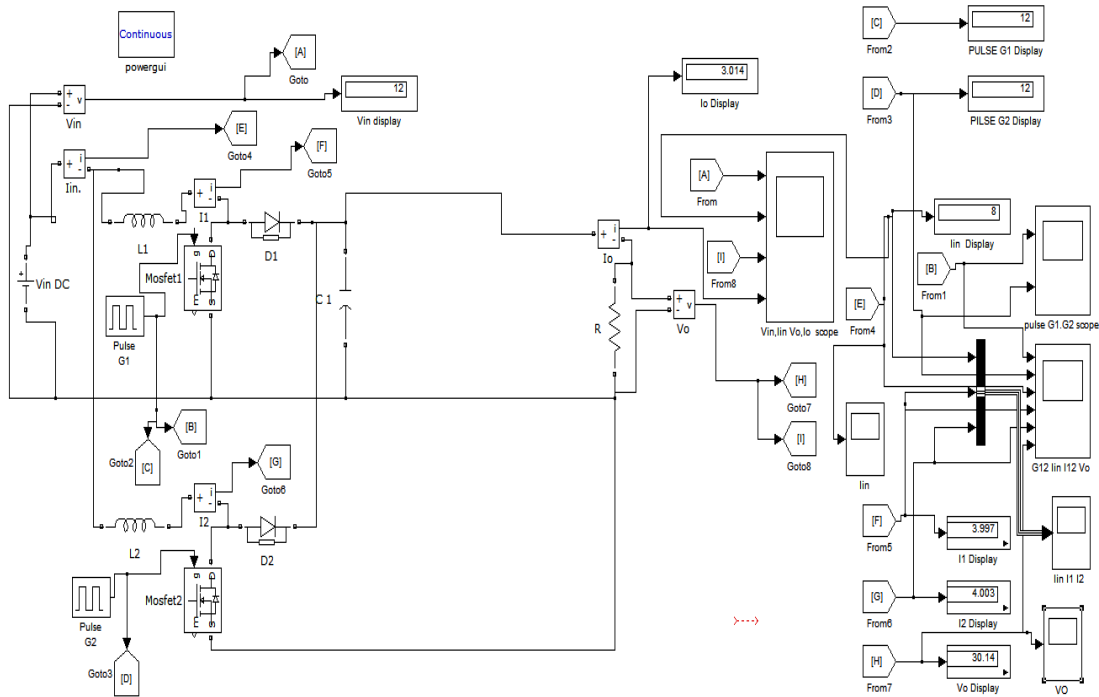 Continuous
powergui
[A]
Goto
12
Vin display
+
-
v
Vin
[E]
Goto4
[F]
Goto5
+
-
i
Iin.
+
-
i
I1
L1
D1
Mosfet1
Vin DC
+
Pulse
G1
C 1
[B]
Goto1
Goto2
[C]
[G]
Goto6
+
-
i
I2
L2
D2
Mosfet2
Pulse
G2
Goto3
[D]
3.014
Io Display
+
-
i
Io
R
+
-
v
Vo
[A]
From
[I]
From8
Vin,Iin Vo,Io scope
[H]
Goto7
[I]
Goto8
Iin
[C]
From2
12
PULSE G1 Display
[D]
From3
12
PILSE G2 Display
8
Iin Display
[B]
From1
[E]
From4
pulse G1.G2 scope
G12 Iin I12 Vo
[F]
From5
3.997
I1 Display
Iin I1 I2
[G]
From6
4.003
I2 Display
[H]
From7
30.14
Vo Display
VO